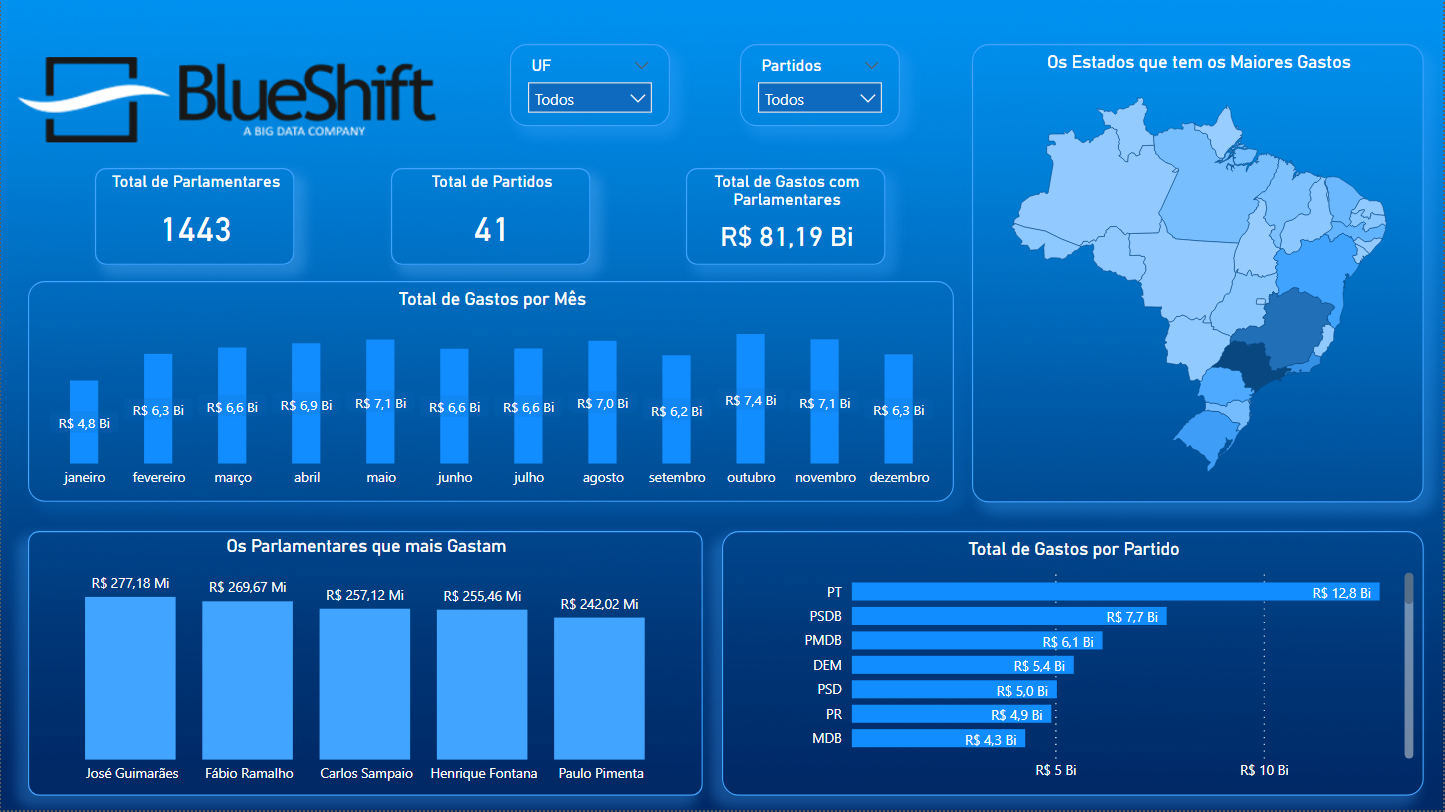 BlueShift
A BIG DATA COMPANY
UF
Todos
Partidos
Todos
Os Estados que tem os Maiores Gastos
Total de Parlamentares
1443
Total de Partidos
41
Total de Gastos com
Parlamentares
R$ 81,19 Bi
Total de Gastos por Mês
R$ 4,8 Bi
R$ 6,3 Bi
R$ 6,6 Bi
R$ 6,9 Bi
R$ 7,1 Bi
R$ 6,6 Bi
R$ 6,6 Bi
R$ 7,0 Bi
R$ 6,2 Bi
R$ 7,4 Bi
R$ 7,1 Bi
R$ 6,3 Bi
janeiro fevereiro março abril maio junho julho agosto setembro outubro novembro dezembro
Os Parlamentares que mais Gastam
R$ 277,18 Mi
R$ 269,67 Mi
R$ 257,12 Mi
R$ 255,46 Mi
R$ 242,02 Mi
José Guimarães Fábio Ramalho Carlos Sampaio Henrique Fontana Paulo Pimenta
Total de Gastos por Partido
PT R$ 12,8 Bi
PSDB R$ 7,7 Bi
PMDB R$ 6,1 Bi
DEM R$ 5,4 Bi
PSD R$ 5,0 Bi
PR R$ 4,9 Bi
MDB R$ 4,3 Bi
R$ 5 Bi R$ 10 Bi